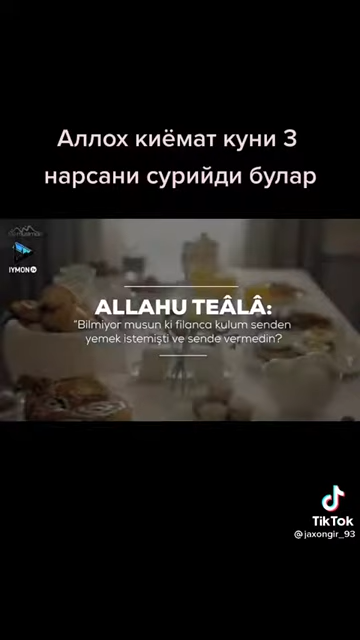 Аллох киёмат куни 3
нарсани сурийди булар
IYMON
ALLAHU TEÂLÂ:
"Bilmiyor musun ki filanca kulum senden
yemek istemişti ve sende vermedin?
TikTok
@jaxongir_93